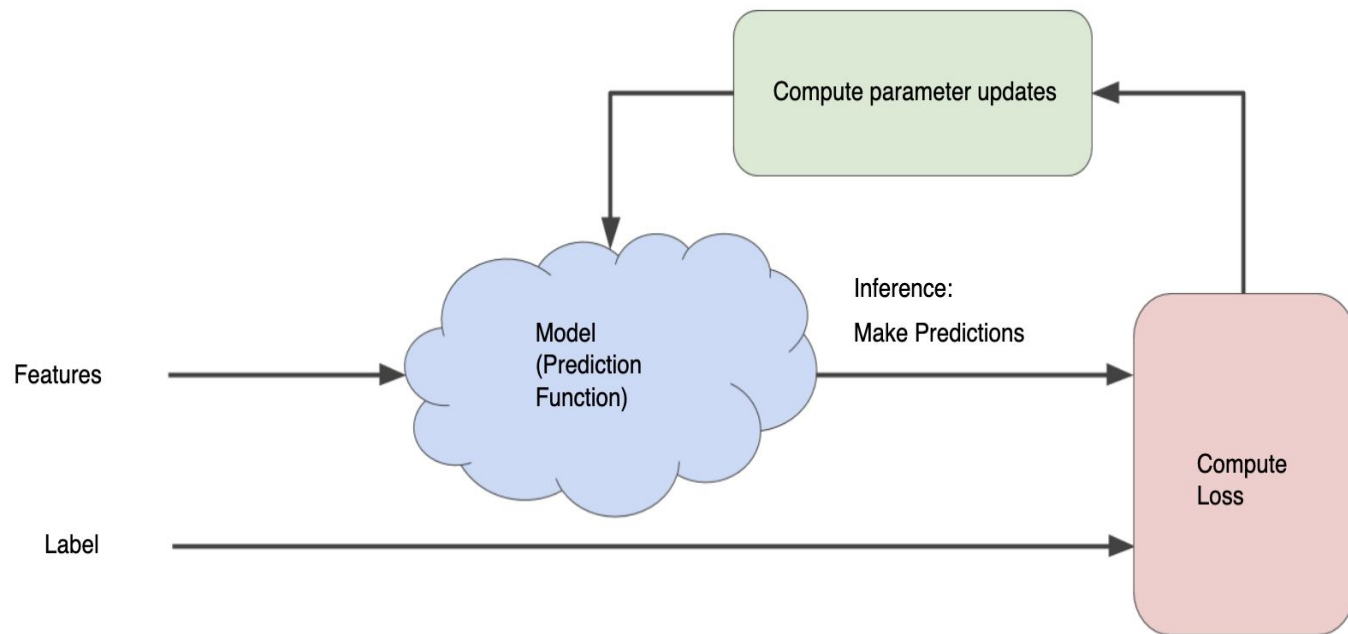 Compute parameter updates
Inference:
Make Predictions
Model
(Prediction
Function)
Features
Compute
Loss
Label